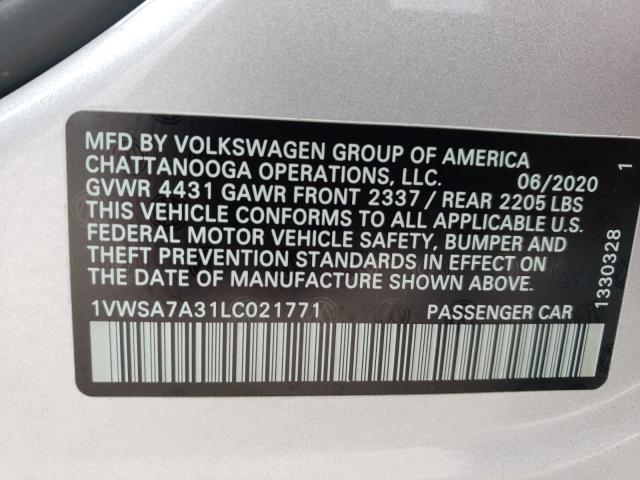 MFD BY VOLKSWAGEN GROUP OF AMERICA
CHATTANOOGA OPERATIONS, LLC. 06/2020
GVWR 4431 GAWR FRONT 2337 / REAR 2205 LBS
THIS VEHICLE CONFORMS TO ALL APPLICABLE U.S.
FEDERAL MOTOR VEHICLE SAFETY, BUMPER AND
THEFT PREVENTION STANDARDS IN EFFECT ON THE
DATE OF MANUFACTURE SHOWN ABOVE.
1VWSA7A31LC021771 PASSENGER CAR
1330328 1